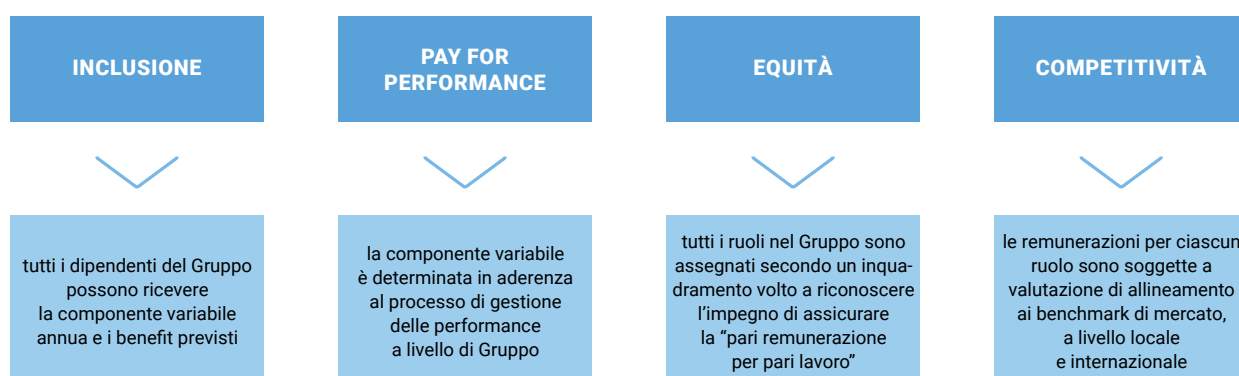 INCLUSIONE
tutti i dipendenti del Gruppo
possono ricevere
la componente variabile
annua e i benefit previsti
PAY FOR
PERFORMANCE
la componente variabile
è determinata in aderenza
al processo di gestione
delle performance
a livello di Gruppo
EQUITÀ
tutti i ruoli nel Gruppo sono
assegnati secondo un inqua-
dramento volto a riconoscere
l’impegno di assicurare
la “pari remunerazione
per pari lavoro”
COMPETITIVITÀ
le remunerazioni per ciascun
ruolo sono soggette a
valutazione di allineamento
ai benchmark di mercato,
a livello locale
e internazionale